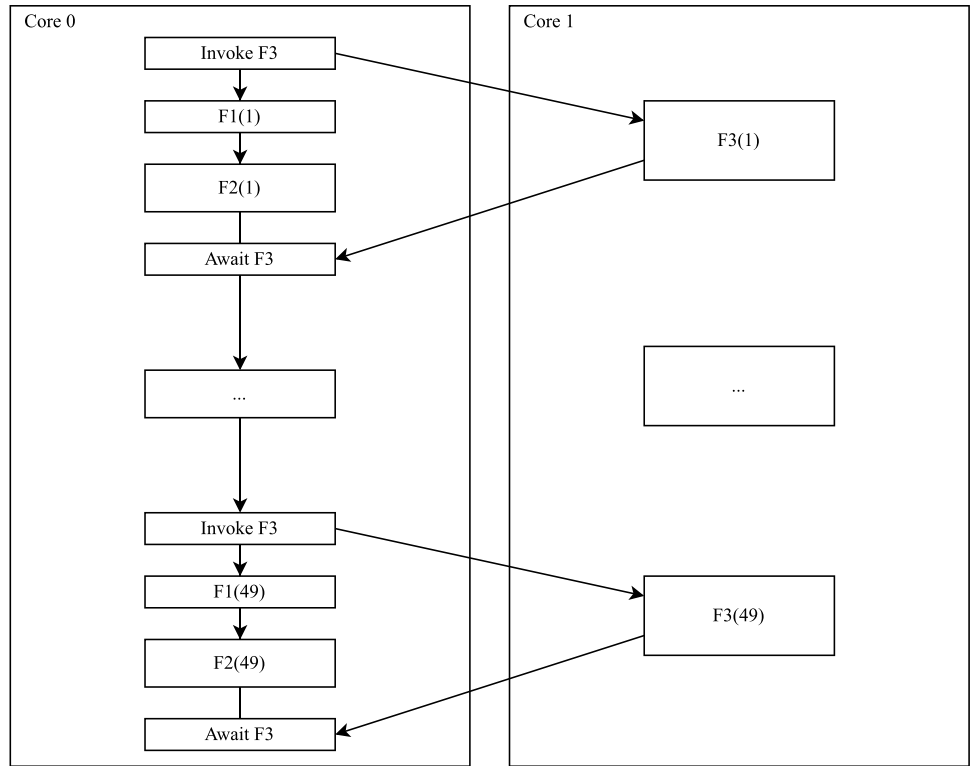 Core 0
Core 1
Invoke F3
F1(1)
F3(1)
F2(1)
Await F3
...
...
Invoke F3
F1(49)
F3(49)
F2(49)
Await F3